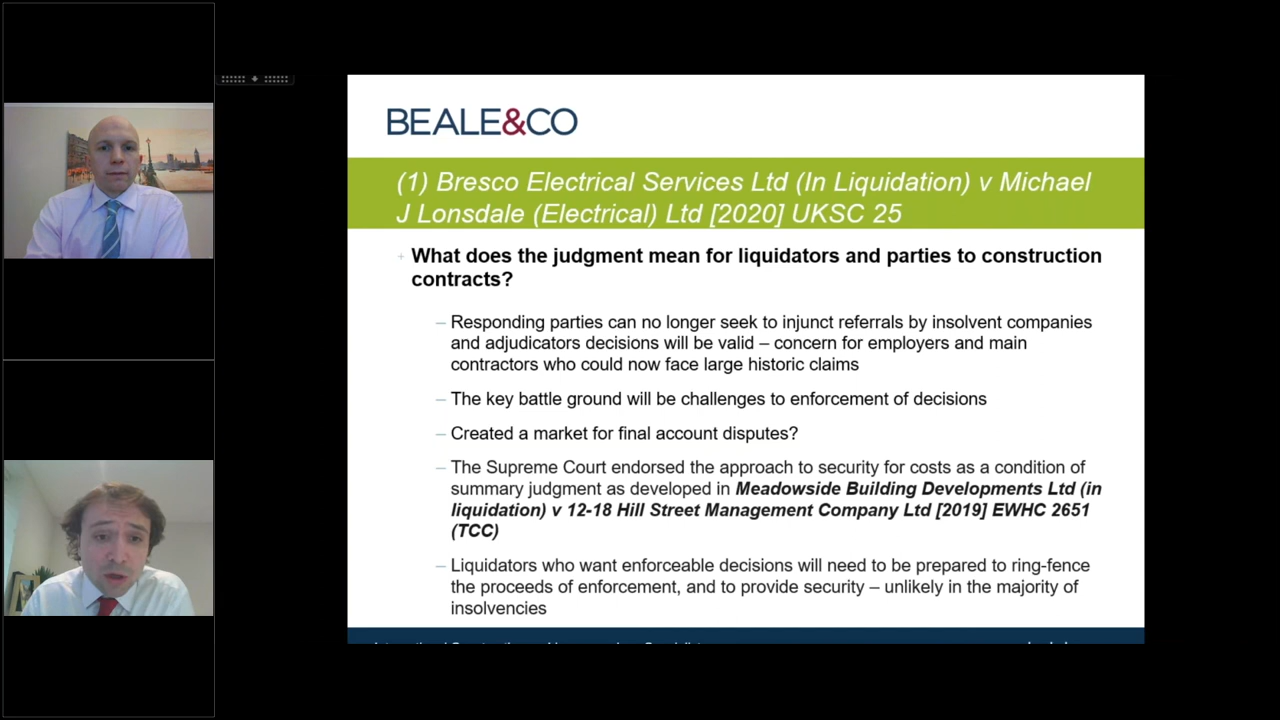 BEALE&CO
(1) Bresco Electrical Services Ltd (In Liquidation) v Michael
J Lonsdale (Electrical) Ltd [2020] UKSC 25
+ What does the judgment mean for liquidators and parties to construction
contracts?
– Responding parties can no longer seek to injunct referrals by insolvent companies
and adjudicators decisions will be valid – concern for employers and main
contractors who could now face large historic claims
– The key battle ground will be challenges to enforcement of decisions
– Created a market for final account disputes?
– The Supreme Court endorsed the approach to security for costs as a condition of
summary judgment as developed in Meadowside Building Developments Ltd (in
liquidation) v 12-18 Hill Street Management Company Ltd [2019] EWHC 2651
(TCC)
– Liquidators who want enforceable decisions will need to be prepared to ring-fence
the proceeds of enforcement, and to provide security – unlikely in the majority of
insolvencies